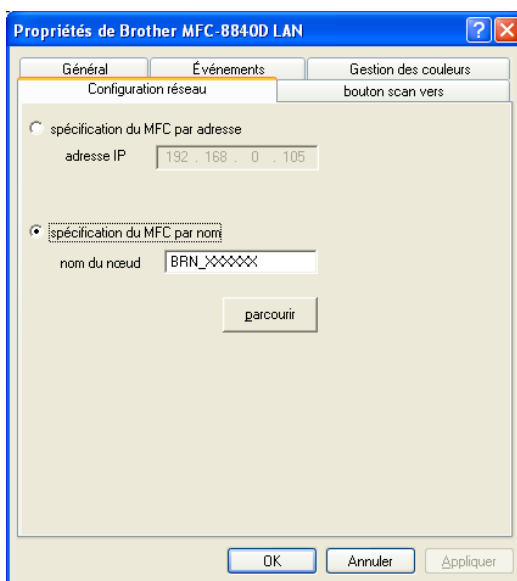 Propriétés de Brother MFC-8840D LAN
Général Événements Gestion des couleurs
Configuration réseau bouton scan vers
spécification du MFC par adresse
adresse IP 192 . 168 . 0 . 105
spécification du MFC par nom
nom du nœud BRN_XXXXXX
parcourir
OK Annuler Appliquer